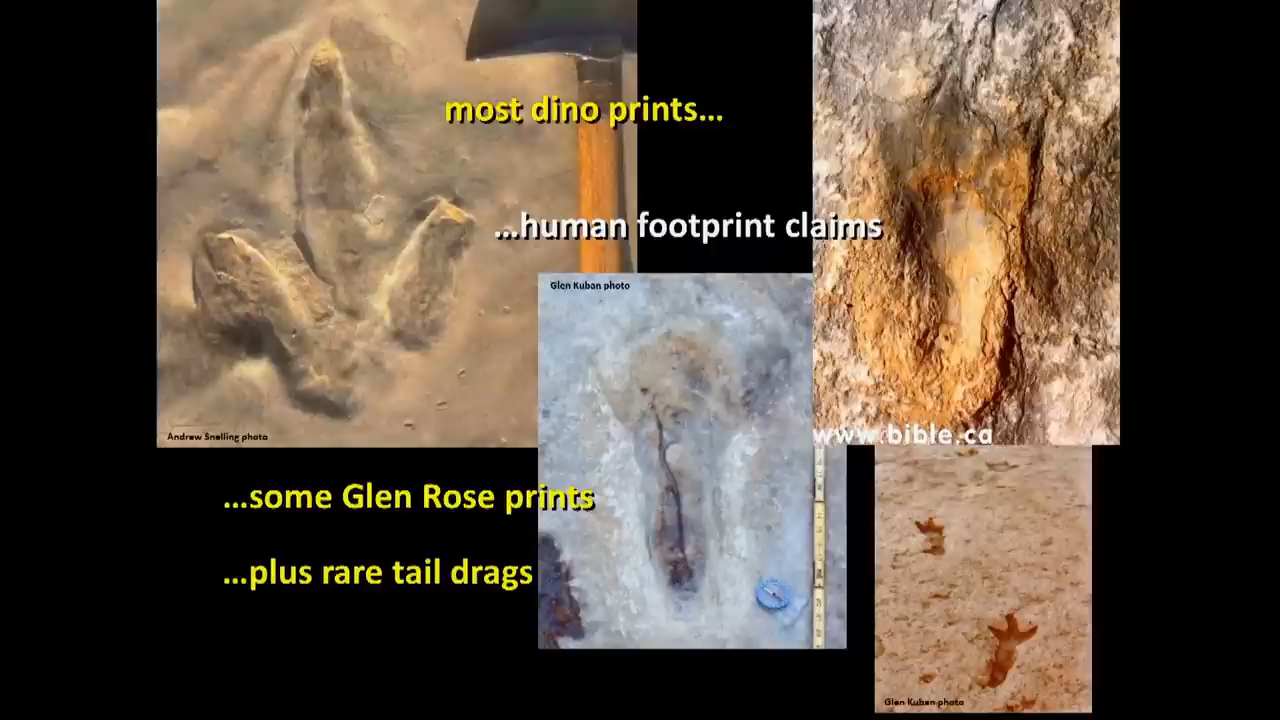 most dino prints...
...human footprint claims
Glen Kuban photo
Andrew Snelling photo
www.bible.ca
...some Glen Rose prints
...plus rare tail drags
Glen Kuban photo